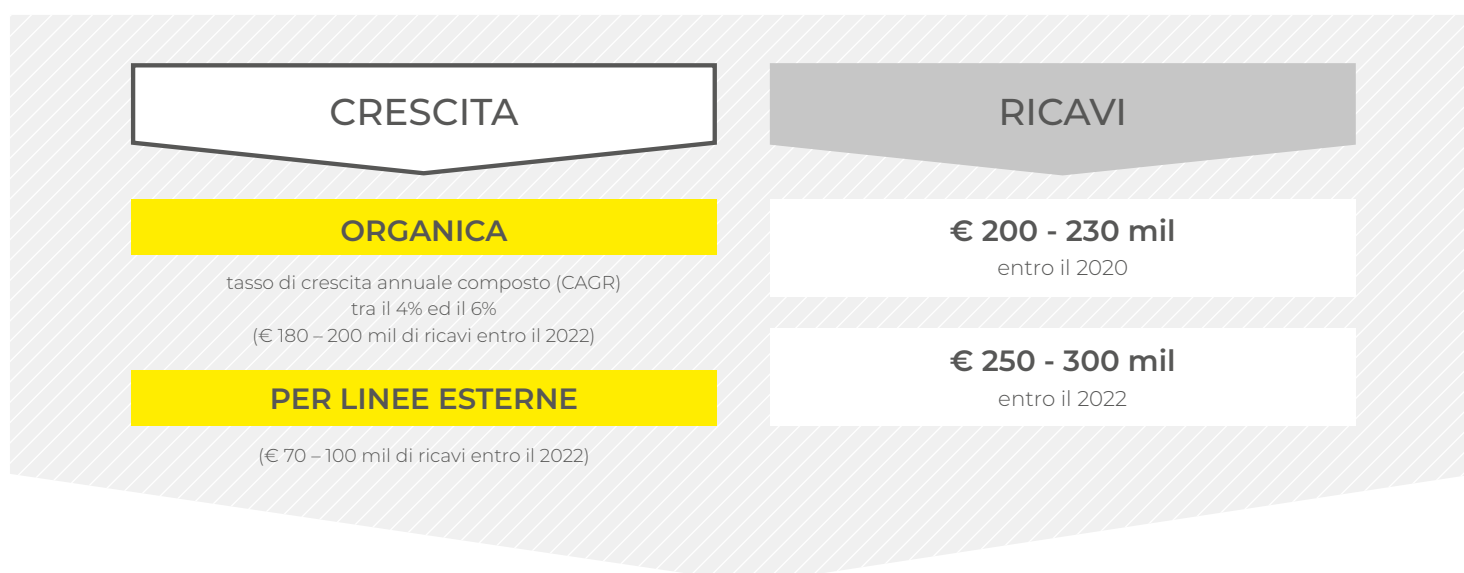 CRESCITA
ORGANICA
tasso di crescita annuale composto (CAGR)
tra il 4% ed il 6%
(€ 180 – 200 mil di ricavi entro il 2022)
PER LINEE ESTERNE
(€ 70 – 100 mil di ricavi entro il 2022)
RICAVI
€ 200 - 230 mil
entro il 2020
€ 250 - 300 mil
entro il 2022